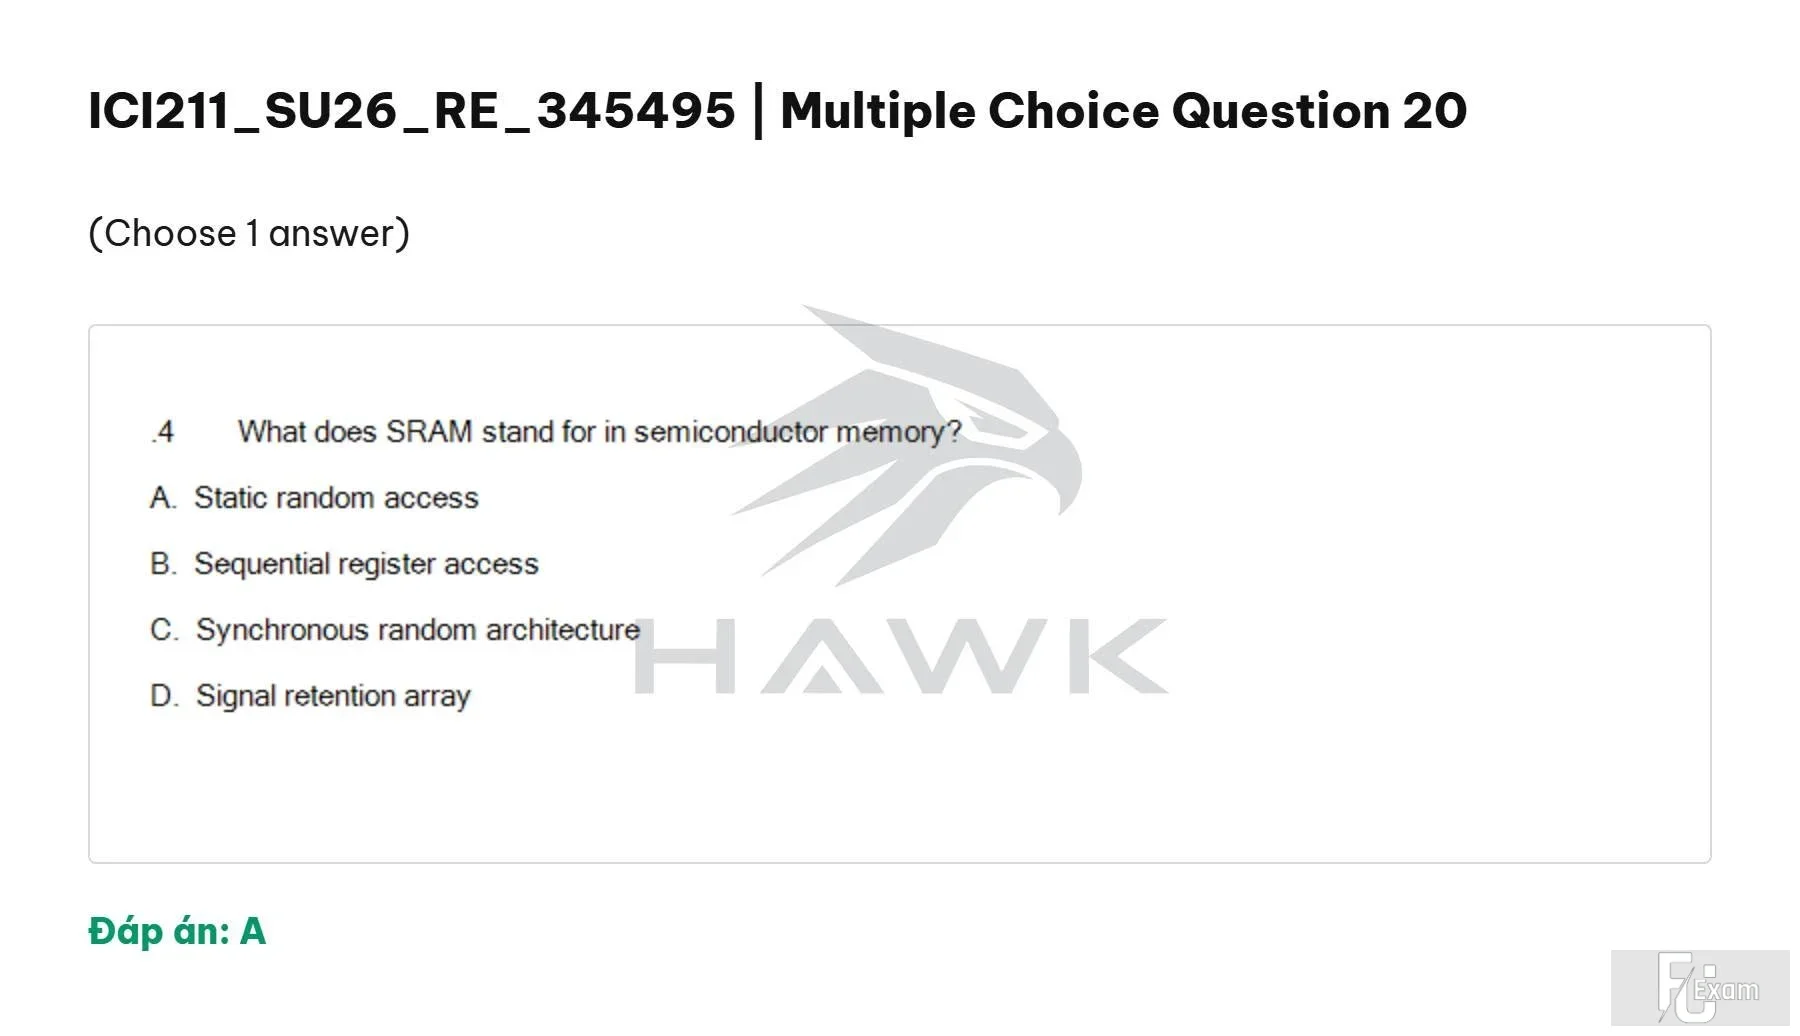 ICI211_SU26_RE_345495 | Multiple Choice Question 20
(Choose 1 answer)
.4 What does SRAM stand for in semiconductor memory?
A. Static random access
B. Sequential register access
C. Synchronous random architecture
D. Signal retention array
HAWK
Đáp án: A
FU Exam